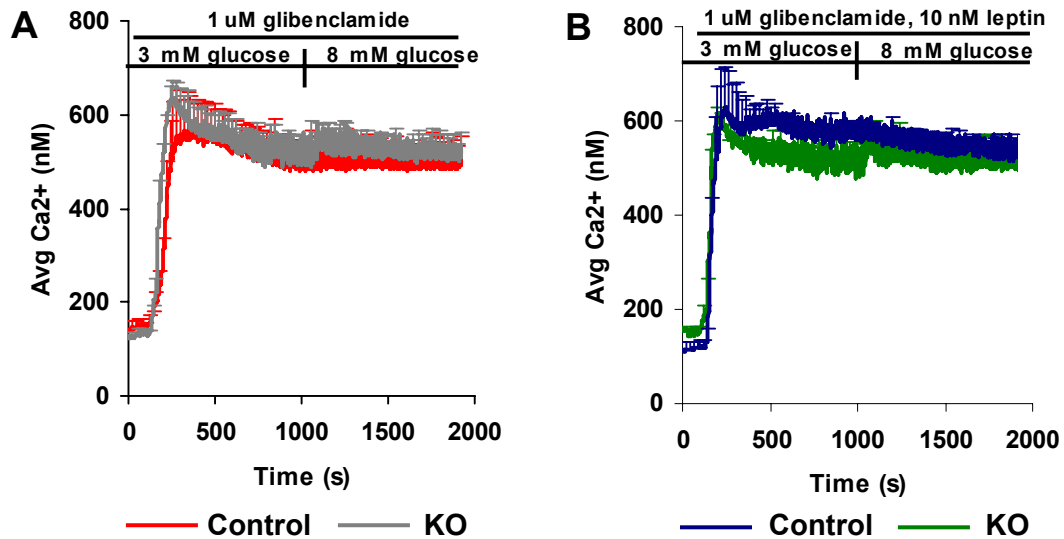 A
1 uM glibenclamide
3 mM glucose 8 mM glucose
800
600
400
200
0
Avg Ca2+ (nM)
0 500 1000 1500 2000
Time (s)
Control KO
B
1 uM glibenclamide, 10 nM leptin
3 mM glucose 8 mM glucose
800
600
400
200
0
Avg Ca2+ (nM)
0 500 1000 1500 2000
Time (s)
Control KO